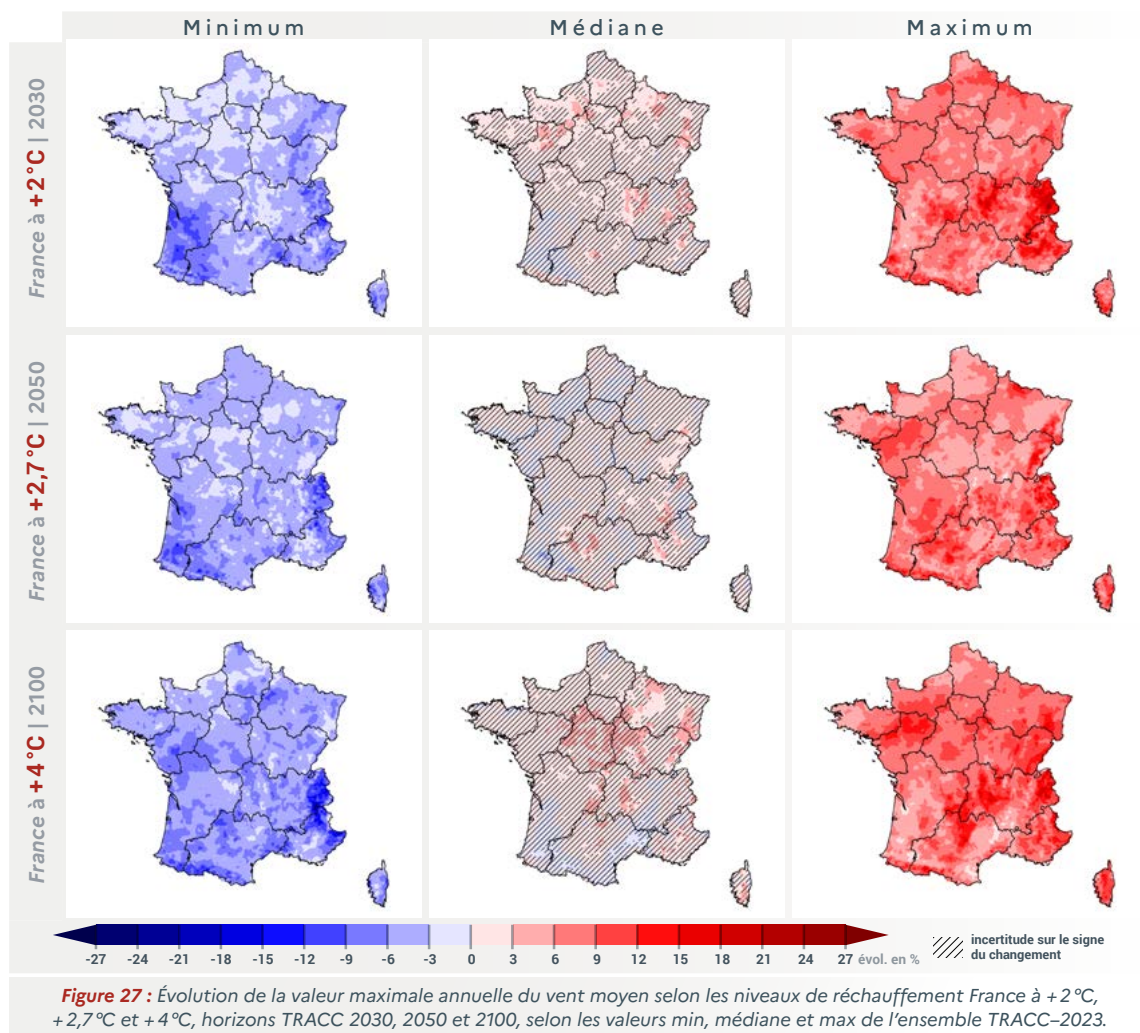 Minimum Médiane Maximum
France à +2°C | 2030
France à +2,7°C | 2050
France à +4°C | 2100
-27 -24 -21 -18 -15 -12 -9 -6 -3 0 3 6 9 12 15 18 21 24 27 évol. en %
incertitude sur le signe
du changement
Figure 27 : Évolution de la valeur maximale annuelle du vent moyen selon les niveaux de réchauffement France à +2°C,
+2,7°C et +4°C, horizons TRACC 2030, 2050 et 2100, selon les valeurs min, médiane et max de l'ensemble TRACC–2023.